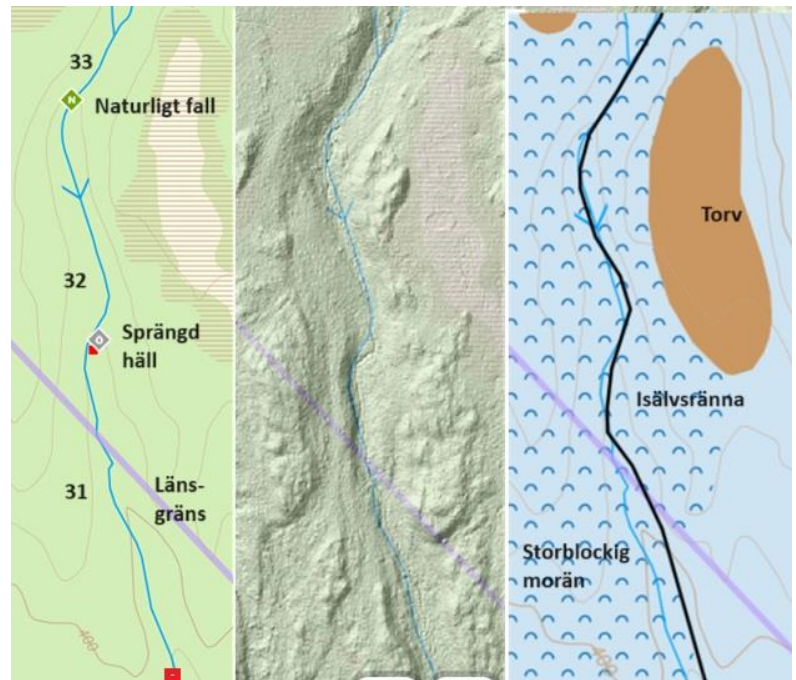 33
Naturligt fall
32
Sprängd
häll
31
Läns-
gräns
400
Torv
Isälvsränna
Storblockig
morän
400